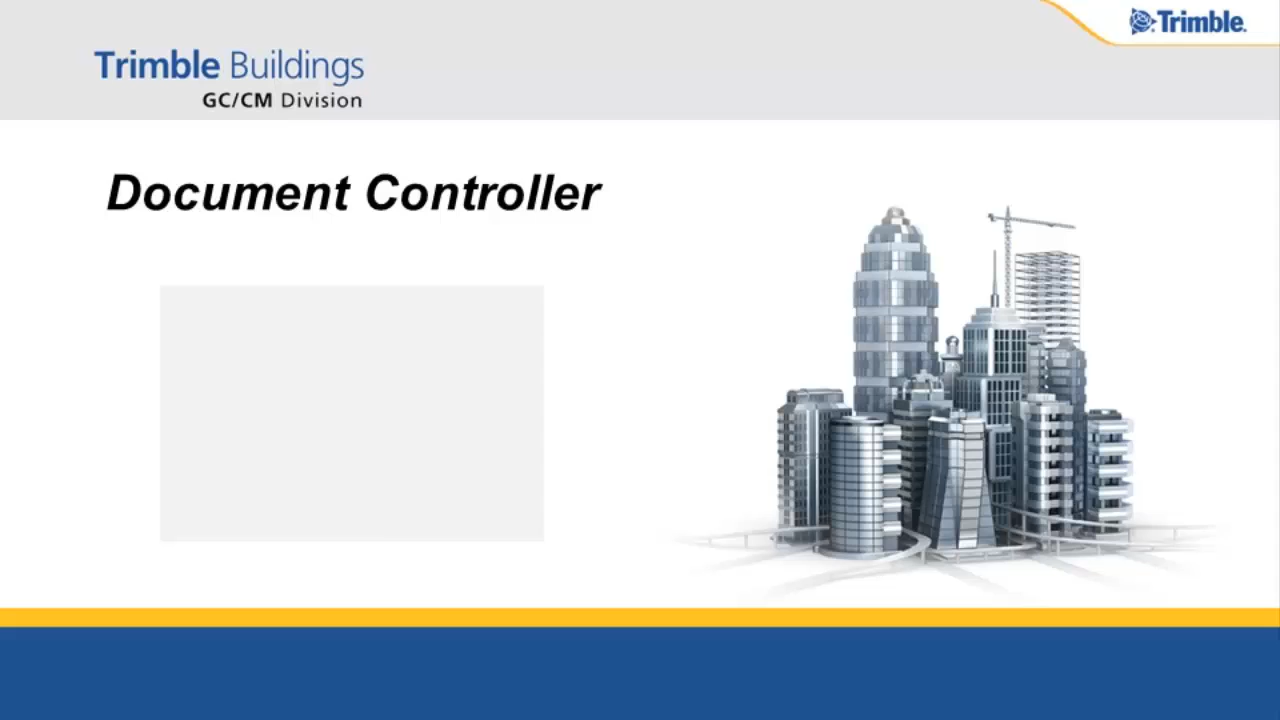 Trimble.
Trimble Buildings
GC/CM Division
Document Controller